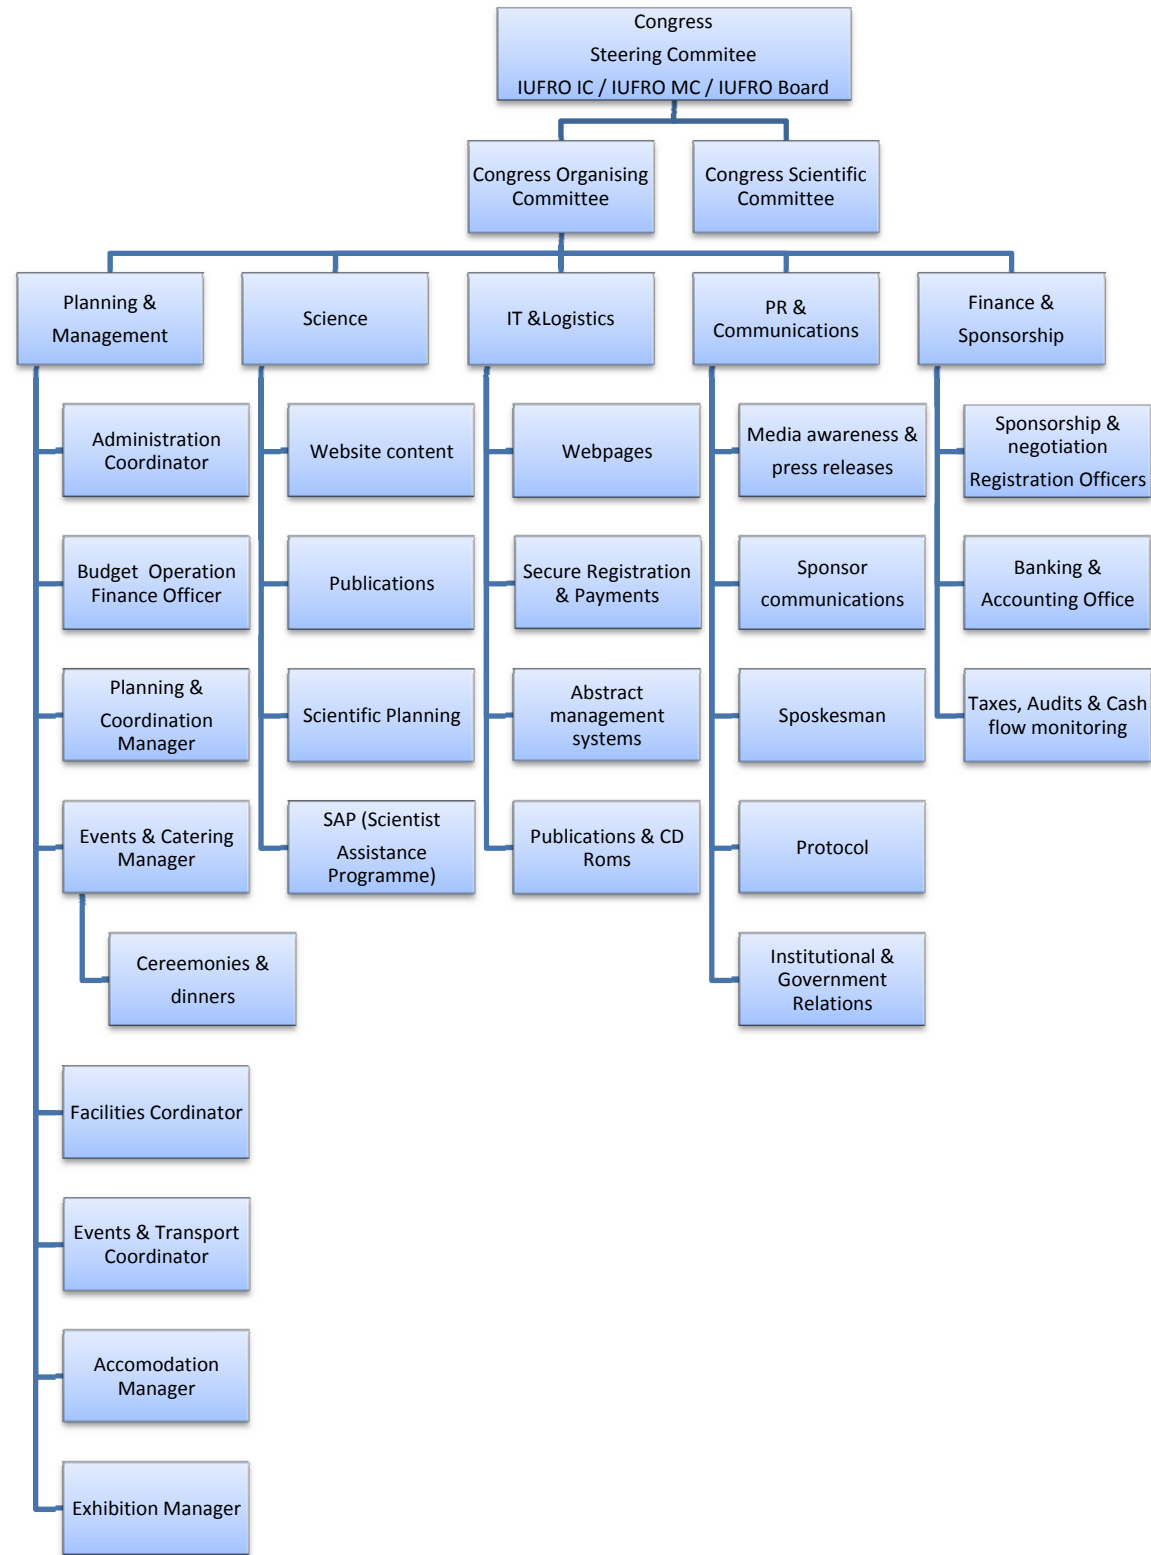 Congress
Steering Commitee
IUFRO IC / IUFRO MC / IUFRO Board
Congress Organising
Committee
Congress Scientific
Committee
Planning &
Management
Science
IT &Logistics
PR &
Communications
Finance &
Sponsorship
Administration
Coordinator
Budget  Operation
Finance Officer
Planning &
Coordination
Manager
Events & Catering
Manager
Cereemonies &
dinners
Facilities Cordinator
Events & Transport
Coordinator
Accomodation
Manager
Exhibition Manager
Website content
Publications
Scientific Planning
SAP (Scientist
Assistance
Programme)
Webpages
Secure Registration
& Payments
Abstract
management
systems
Publications & CD
Roms
Media awareness &
press releases
Sponsor
communications
Sposkesman
Protocol
Institutional &
Government
Relations
Sponsorship &
negotiation
Registration Officers
Banking &
Accounting Office
Taxes, Audits & Cash
flow monitoring